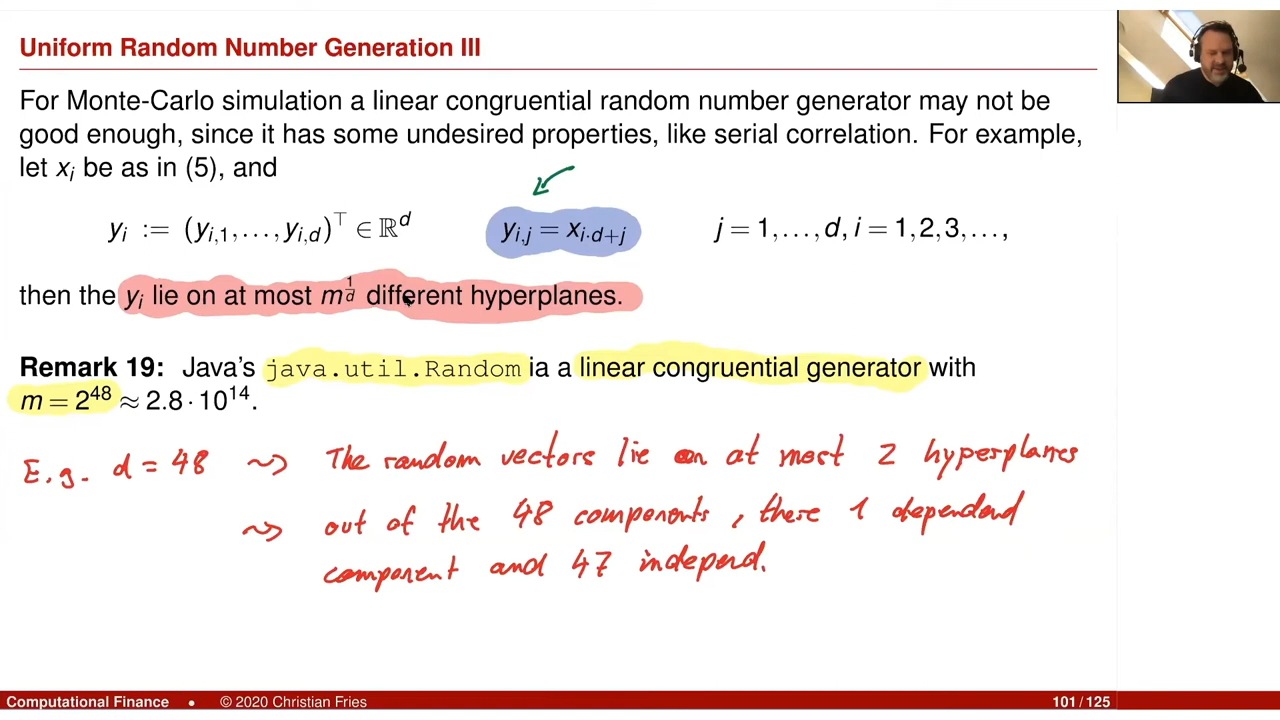 Uniform Random Number Generation III
For Monte-Carlo simulation a linear congruential random number generator may not be
good enough, since it has some undesired properties, like serial correlation. For example,
let xᵢ be as in (5), and
yᵢ := (yᵢ,₁,…,yᵢ,d)^⊤ ∈ ℝ^d yᵢ,ⱼ = x_{i·d+j} j = 1,…,d, i = 1,2,3,…,
then the yᵢ lie on at most m^{1/d} different hyperplanes.
Remark 19: Java's java.util.Random ia a linear congruential generator with
m = 2⁴⁸ ≈ 2.8 · 10¹⁴.
E.g. d = 48 ⇝ The random vectors lie on at most 2 hyperplanes
⇝ out of the 48 components, there 1 dependend
component and 47 independ.
Computational Finance • © 2020 Christian Fries 101 / 125